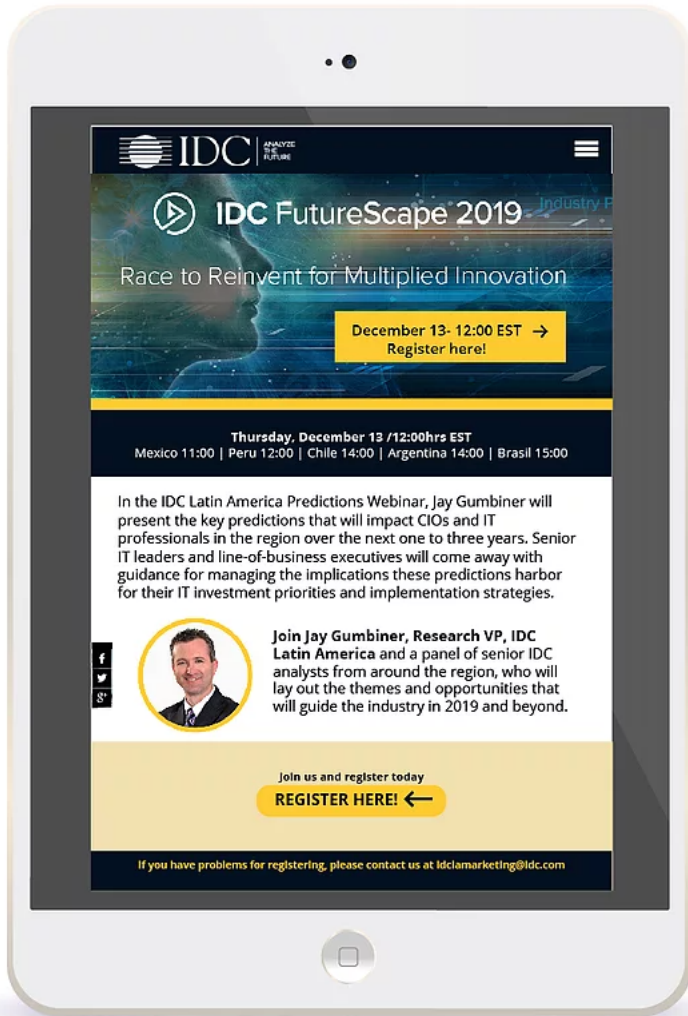 IDC ANALYZE
THE
FUTURE
IDC FutureScape 2019
Industry P
Race to Reinvent for Multiplied Innovation
December 13- 12:00 EST →
Register here!
Thursday, December 13 /12:00hrs EST
Mexico 11:00 | Peru 12:00 | Chile 14:00 | Argentina 14:00 | Brasil 15:00
In the IDC Latin America Predictions Webinar, Jay Gumbiner will
present the key predictions that will impact CIOs and IT
professionals in the region over the next one to three years. Senior
IT leaders and line-of-business executives will come away with
guidance for managing the implications these predictions harbor
for their IT investment priorities and implementation strategies.
Join Jay Gumbiner, Research VP, IDC
Latin America and a panel of senior IDC
analysts from around the region, who will
lay out the themes and opportunities that
will guide the industry in 2019 and beyond.
f
g+
Join us and register today
REGISTER HERE! ←
If you have problems for registering, please contact us at idclamarketing@idc.com